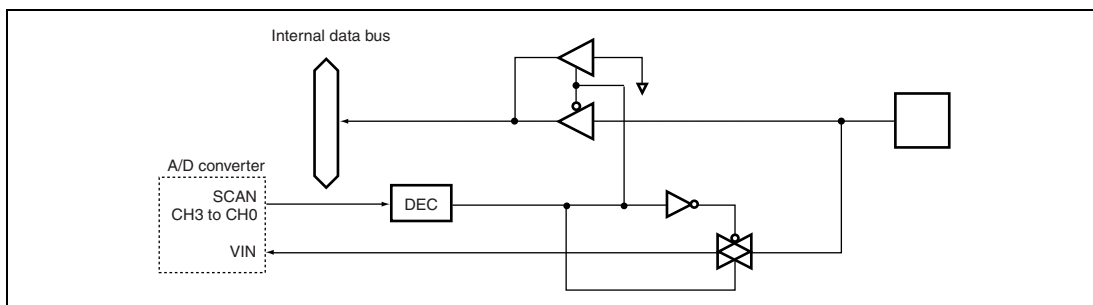 Internal data bus
A/D converter
SCAN
CH3 to CH0
DEC
VIN